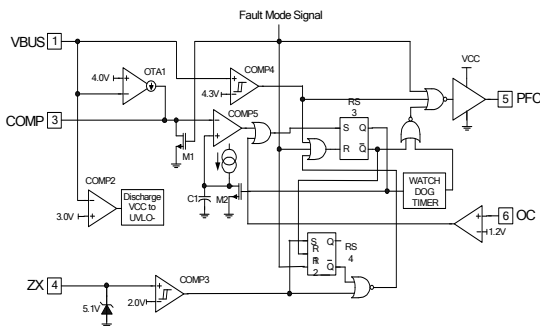 Fault Mode Signal
VBUS 1
4.0V
OTA1
COMP4
4.3V
VCC
5 PFC
COMP 3
COMP5
RS
3
S Q
R Q
M1
C1
M2
WATCH
DOG
TIMER
COMP2
3.0V
Discharge
VCC to
UVLO-
6 OC
1.2V
S Q
R
R Q
2
RS
4
ZX 4
5.1V
2.0V
COMP3